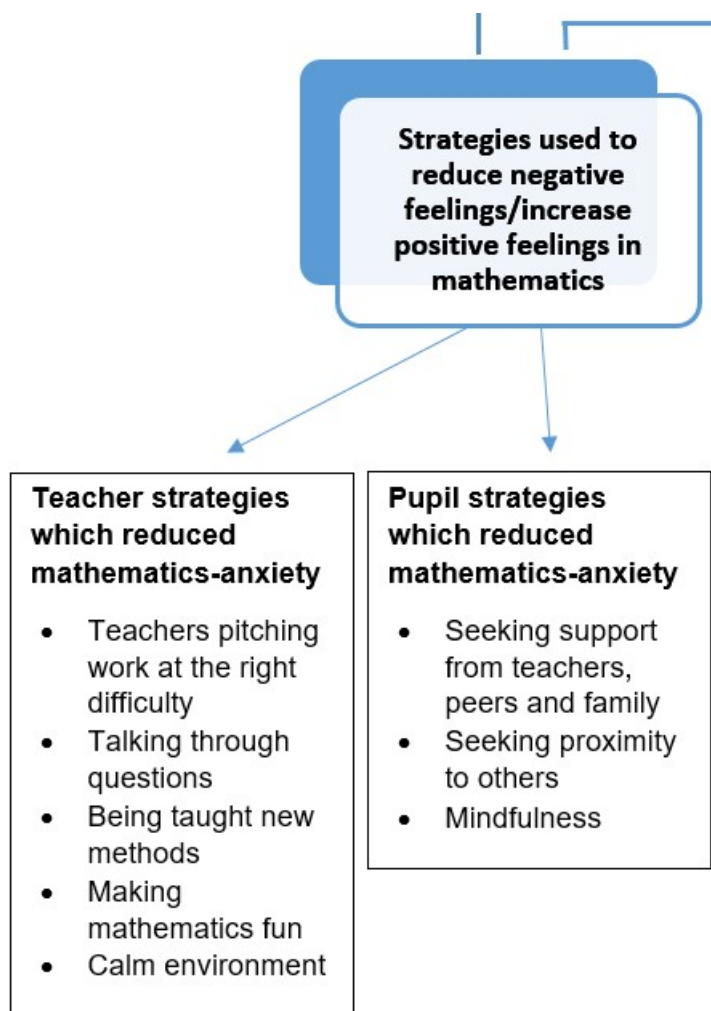 Strategies used to
reduce negative
feelings/increase
positive feelings in
mathematics
Teacher strategies
which reduced
mathematics-anxiety
• Teachers pitching
work at the right
difficulty
• Talking through
questions
• Being taught new
methods
• Making
mathematics fun
• Calm environment
Pupil strategies
which reduced
mathematics-anxiety
• Seeking support
from teachers,
peers and family
• Seeking proximity
to others
• Mindfulness